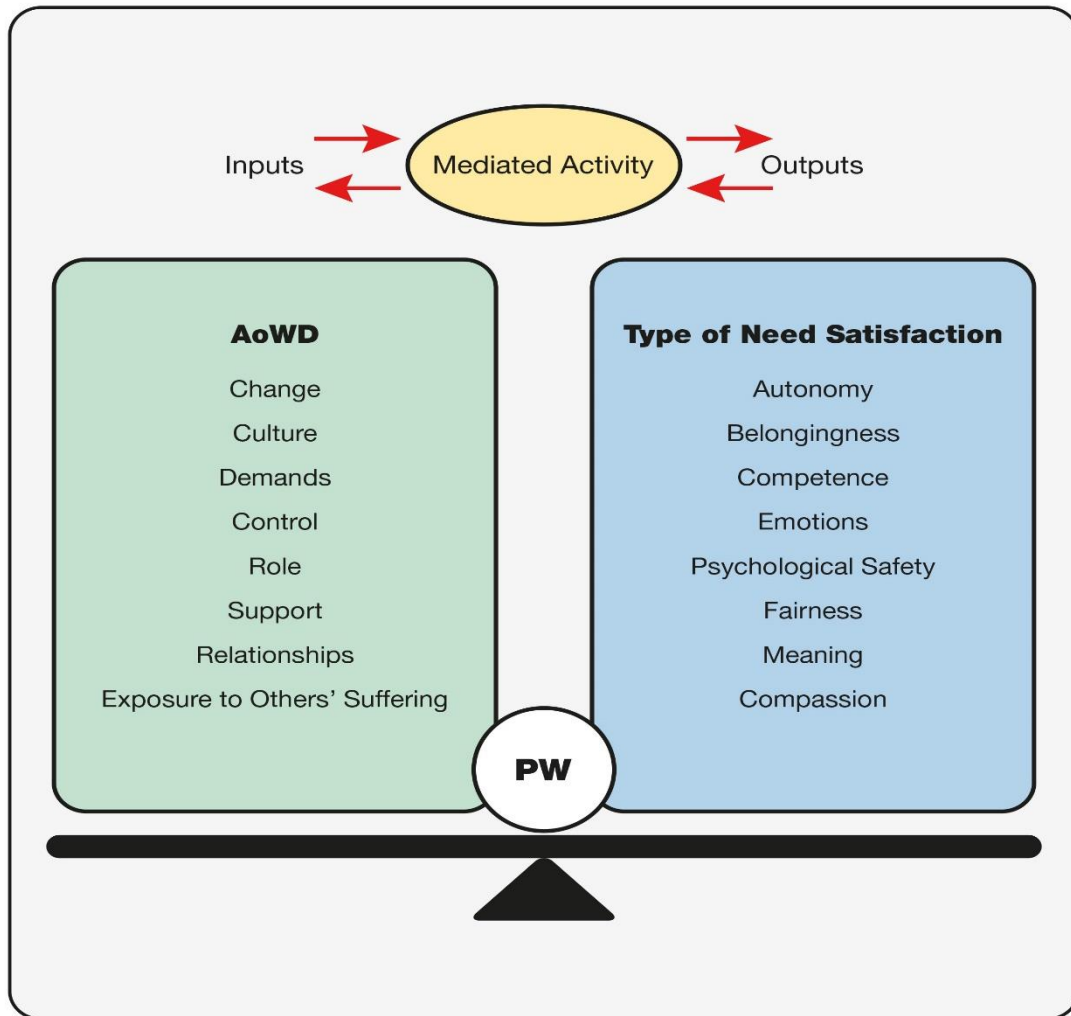 Inputs
Mediated Activity
Outputs
AoWD
Change
Culture
Demands
Control
Role
Support
Relationships
Exposure to Others’ Suffering
Type of Need Satisfaction
Autonomy
Belongingness
Competence
Emotions
Psychological Safety
Fairness
Meaning
Compassion
PW